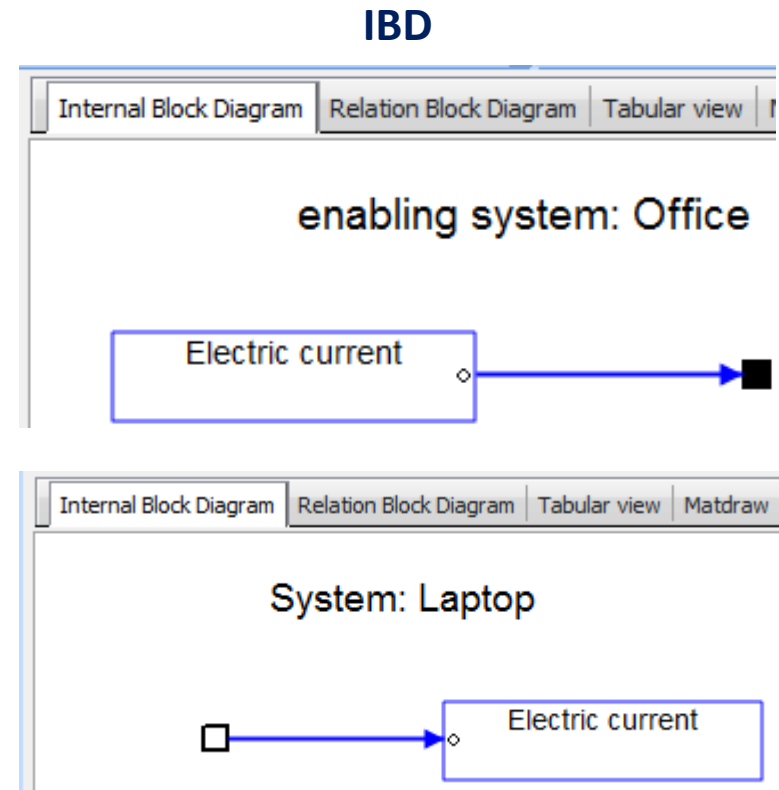 IBD
Internal Block Diagram Relation Block Diagram Tabular view
enabling system: Office
Electric current
Internal Block Diagram Relation Block Diagram Tabular view Matdraw
System: Laptop
Electric current